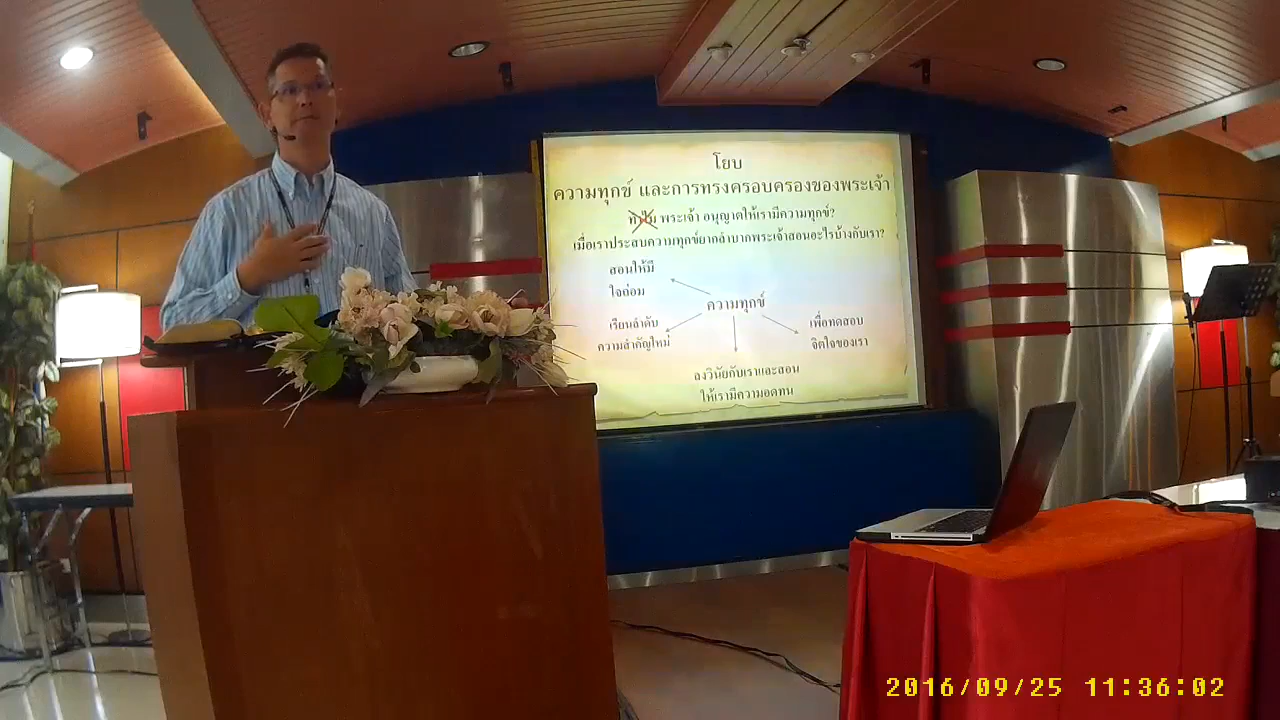 โยบ
ความทุกข์ และการทรงครอบครองของพระเจ้า
ทำไม พระเจ้า อนุญาตให้เรามีความทุกข์?
เมื่อเราประสบความทุกข์ยากลำบากพระเจ้าสอนอะไรบ้างกับเรา?
สอนให้มี
ใจถ่อม
ความทุกข์
เรียนลำดับ
ความสำคัญใหม่
เพื่อทดสอบ
จิตใจของเรา
ลงวินัยกับเราและสอน
ให้เรามีความอดทน
2016/09/25 11:36:02